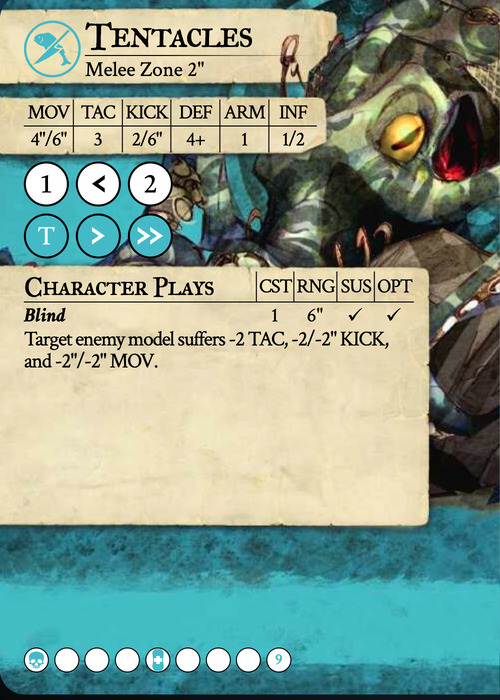 TENTACLES
Melee Zone 2"
MOV TAC KICK DEF ARM INF
4"/6" 3 2/6" 4+ 1 1/2
1 < 2
T > >>
CHARACTER PLAYS CST RNG SUS OPT
Blind 1 6" ✓ ✓
Target enemy model suffers -2 TAC, -2/-2" KICK,
and -2"/-2" MOV.
9